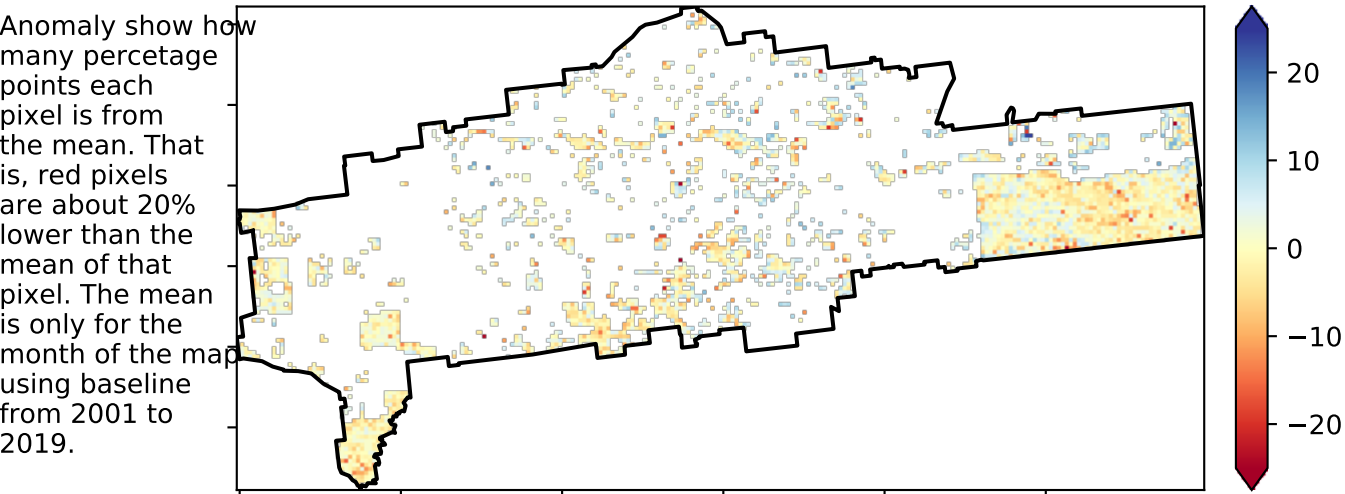 Anomaly show how
many percetage
points each
pixel is from
the mean. That
is, red pixels
are about 20%
lower than the
mean of that
pixel. The mean
is only for the
month of the map
using baseline
from 2001 to
2019.
20
10
0
−10
−20